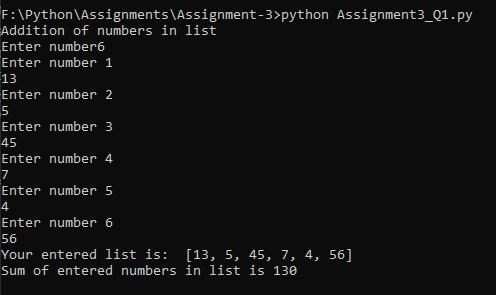 F:\Python\Assignments\Assignment-3>python Assignment3_Q1.py
Addition of numbers in list
Enter number6
Enter number 1
13
Enter number 2
5
Enter number 3
45
Enter number 4
7
Enter number 5
4
Enter number 6
56
Your entered list is:  [13, 5, 45, 7, 4, 56]
Sum of entered numbers in list is 130